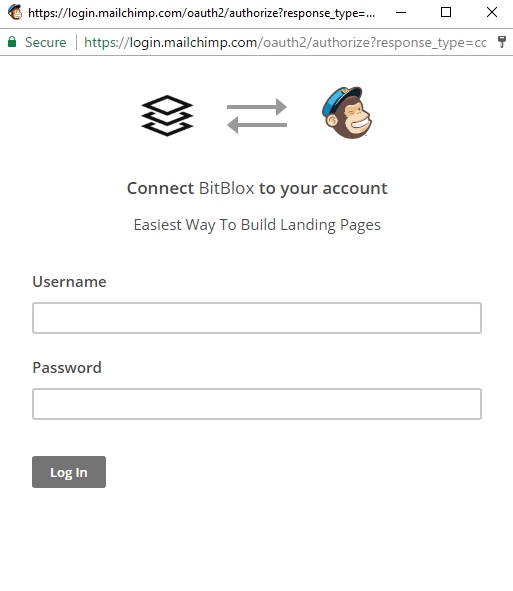 https://login.mailchimp.com/oauth2/authorize?response_type=...
Secure https://login.mailchimp.com/oauth2/authorize?response_type=cc
Connect BitBlox to your account
Easiest Way To Build Landing Pages
Username
Password
Log In